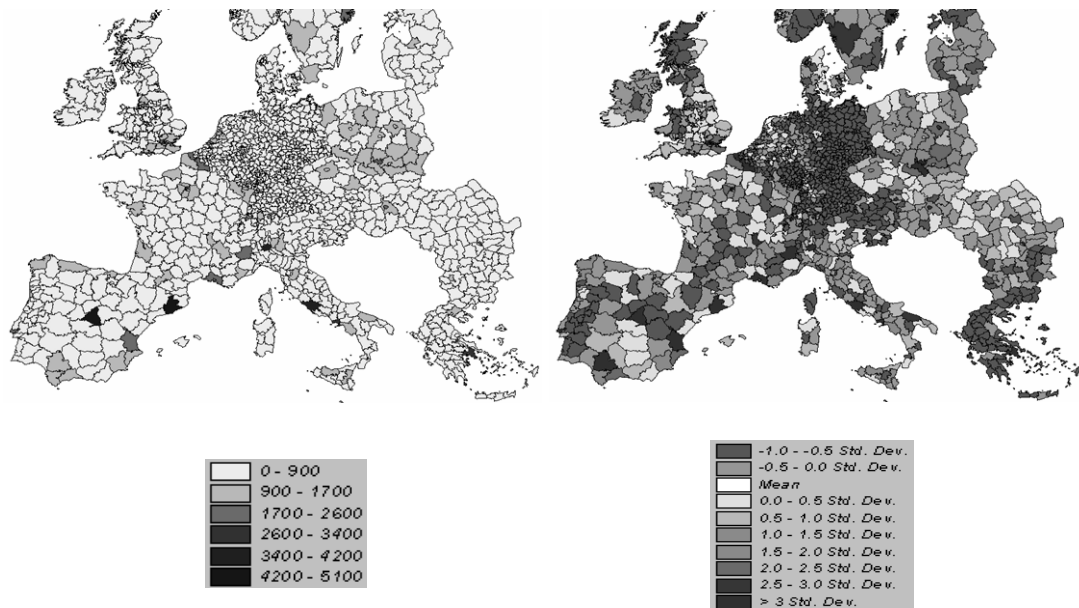 0 - 900
900 - 1700
1700 - 2600
2600 - 3400
3400 - 4200
4200 - 5100
-1.0 - -0.5 Std. Dev.
-0.5 - 0.0 Std. Dev.
Mean
0.0 - 0.5 Std. Dev.
0.5 - 1.0 Std. Dev.
1.0 - 1.5 Std. Dev.
1.5 - 2.0 Std. Dev.
2.0 - 2.5 Std. Dev.
2.5 - 3.0 Std. Dev.
> 3 Std. Dev.